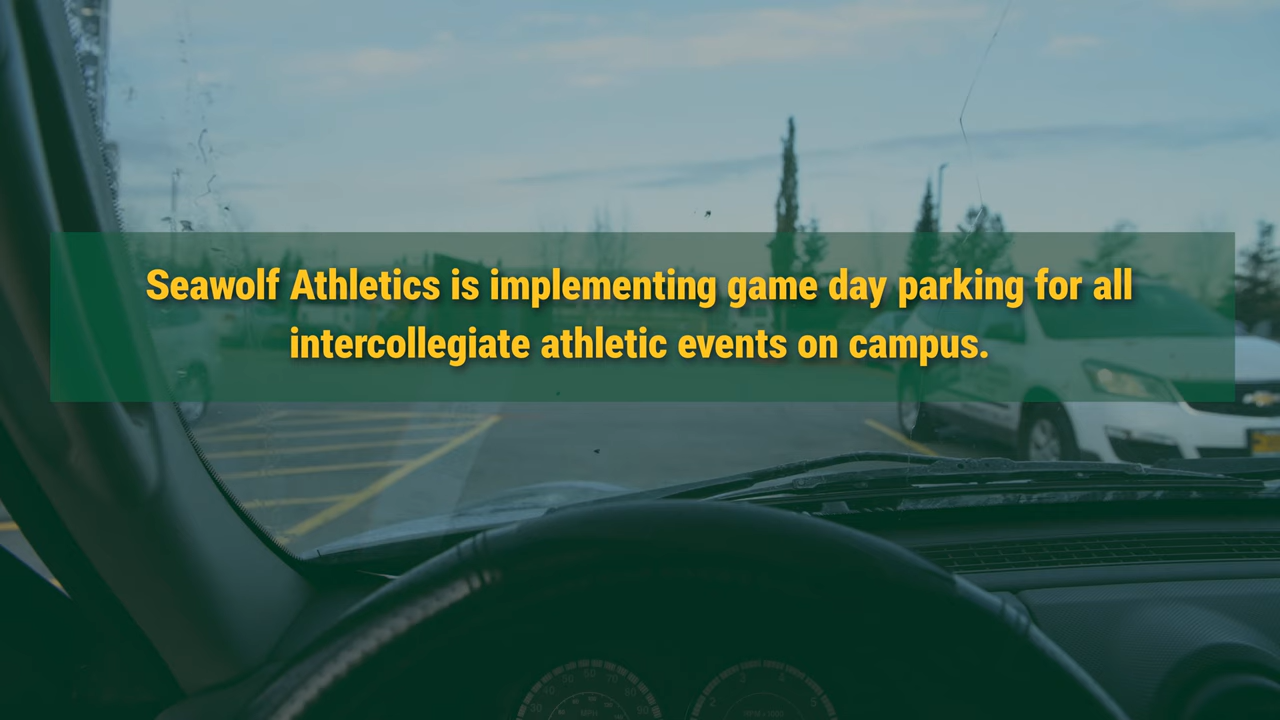 Seawolf Athletics is implementing game day parking for all
intercollegiate athletic events on campus.